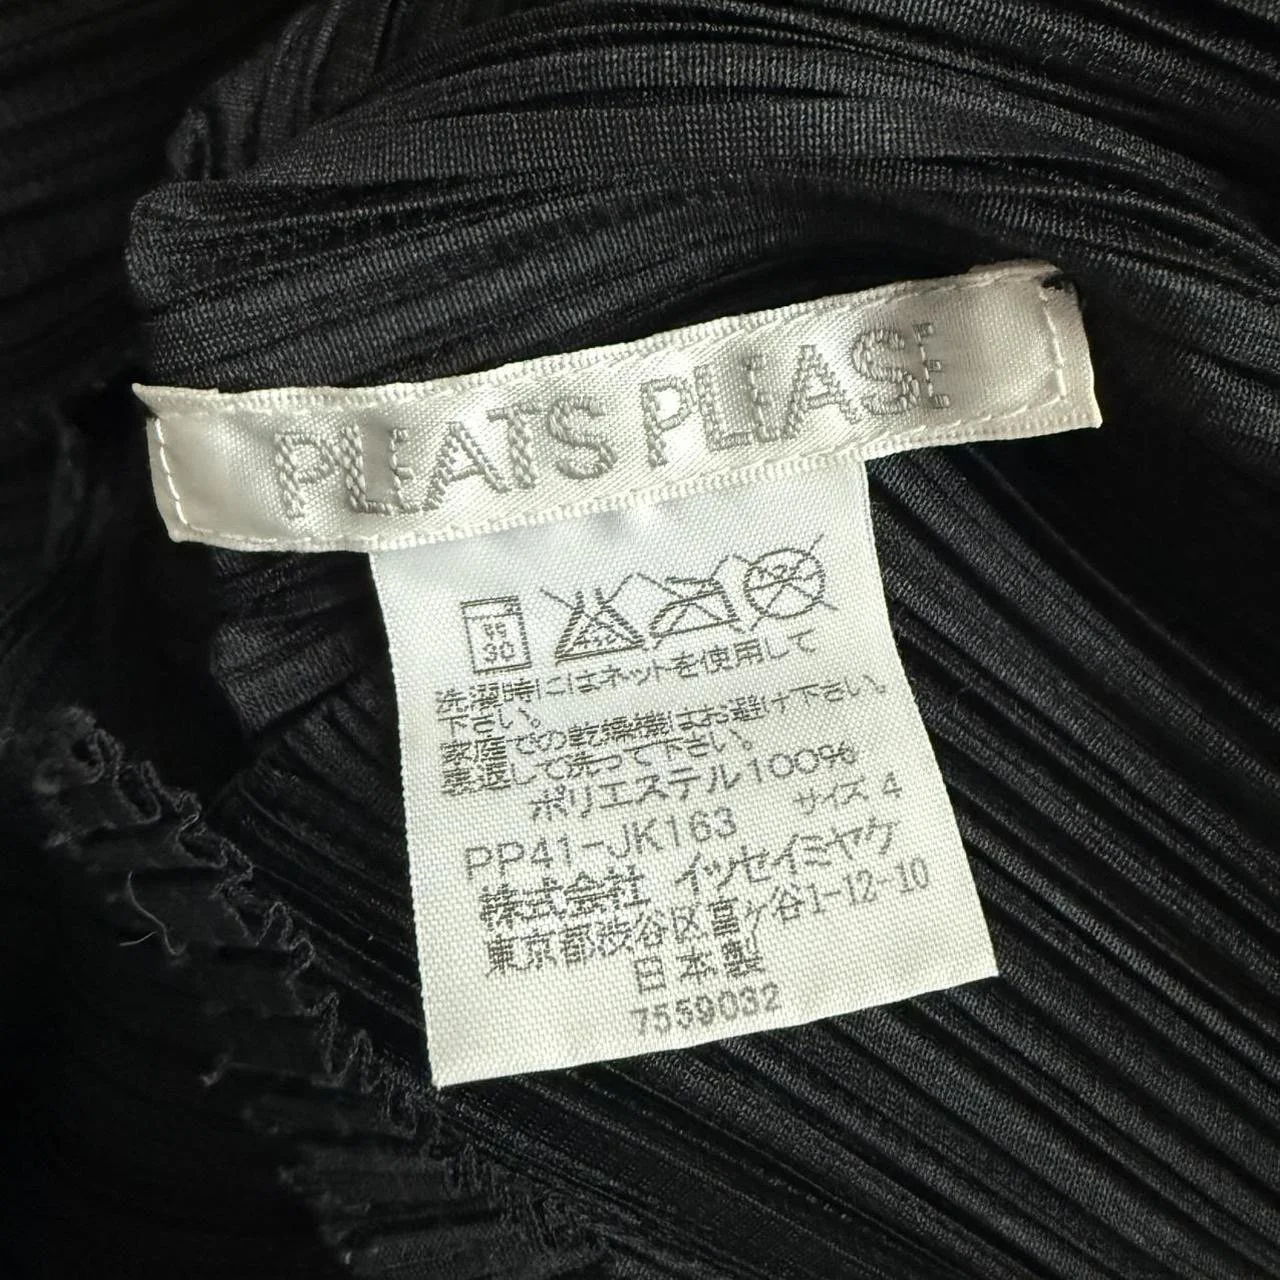 PLEATS PLEASE
30
洗濯時にはネットを使用して
下さい。
家庭での乾燥機はお避け下さい。
裏返して洗って下さい。
ポリエステル100%
サイズ 4
PP41-JK163
株式会社 イッセイミヤケ
東京都渋谷区富ヶ谷1-12-10
日本製
7559032